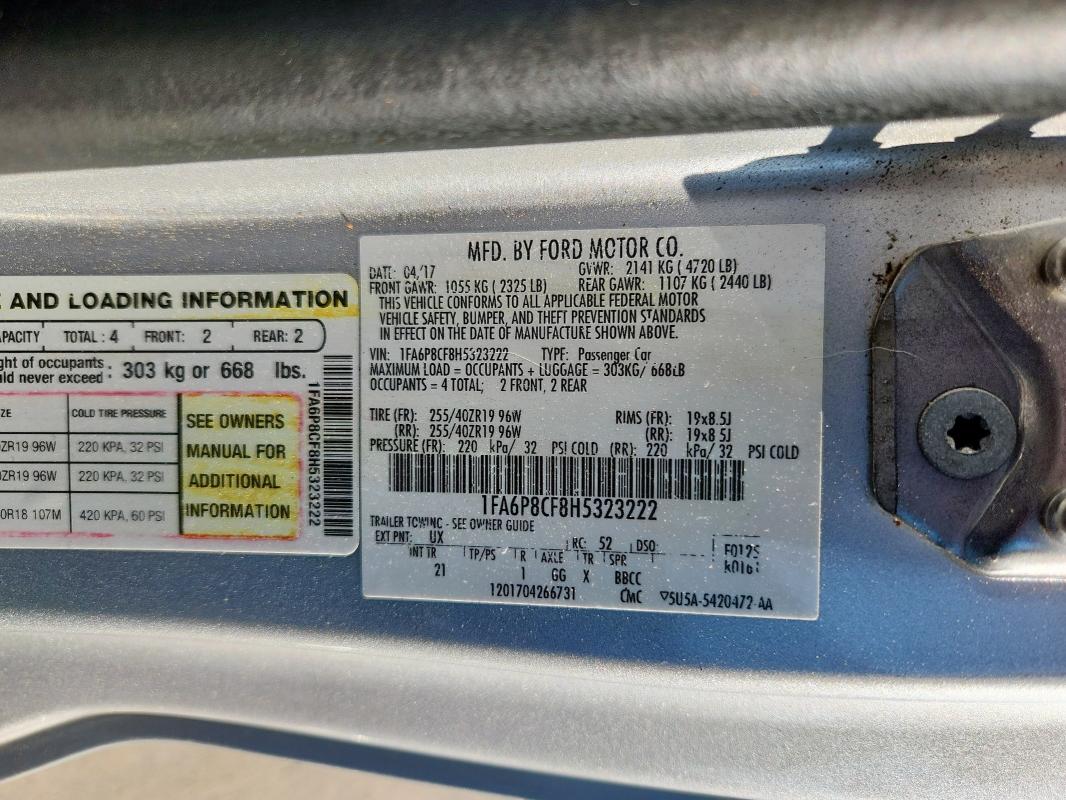 E AND LOADING INFORMATION
APACITY TOTAL : 4 FRONT: 2 REAR: 2
ght of occupants
uld never exceed : 303 kg or 668 lbs.
ZE COLD TIRE PRESSURE
0ZR19 96W 220 KPA, 32 PSI
0ZR19 96W 220 KPA, 32 PSI
0R18 107M 420 KPA, 60 PSI
SEE OWNERS
MANUAL FOR
ADDITIONAL
INFORMATION
1FA6P8CF8H5323222
MFD. BY FORD MOTOR CO.
DATE: 04/17 GVWR: 2141 KG ( 4720 LB)
FRONT GAWR: 1055 KG ( 2325 LB) REAR GAWR: 1107 KG ( 2440 LB)
THIS VEHICLE CONFORMS TO ALL APPLICABLE FEDERAL MOTOR
VEHICLE SAFETY, BUMPER, AND THEFT PREVENTION STANDARDS
IN EFFECT ON THE DATE OF MANUFACTURE SHOWN ABOVE.
VIN: 1FA6P8CF8H5323222 TYPE: Passenger Car
MAXIMUM LOAD = OCCUPANTS + LUGGAGE = 303KG/ 668LB
OCCUPANTS = 4 TOTAL; 2 FRONT, 2 REAR
TIRE (FR): 255/40ZR19 96W RIMS (FR): 19x8.5J
(RR): 255/40ZR19 96W (RR): 19x8.5J
PRESSURE (FR): 220 kPa/ 32 PSI COLD (RR): 220 kPa/ 32 PSI COLD
1FA6P8CF8H5323222
TRAILER TOWING - SEE OWNER GUIDE
EXT PNT: UX RC: 52 DSO:
INT TR TP/PS R AXLE TR SPR
21 1 GG X BBCC
1201704266731 CMC ▽5U5A-5420472-AA